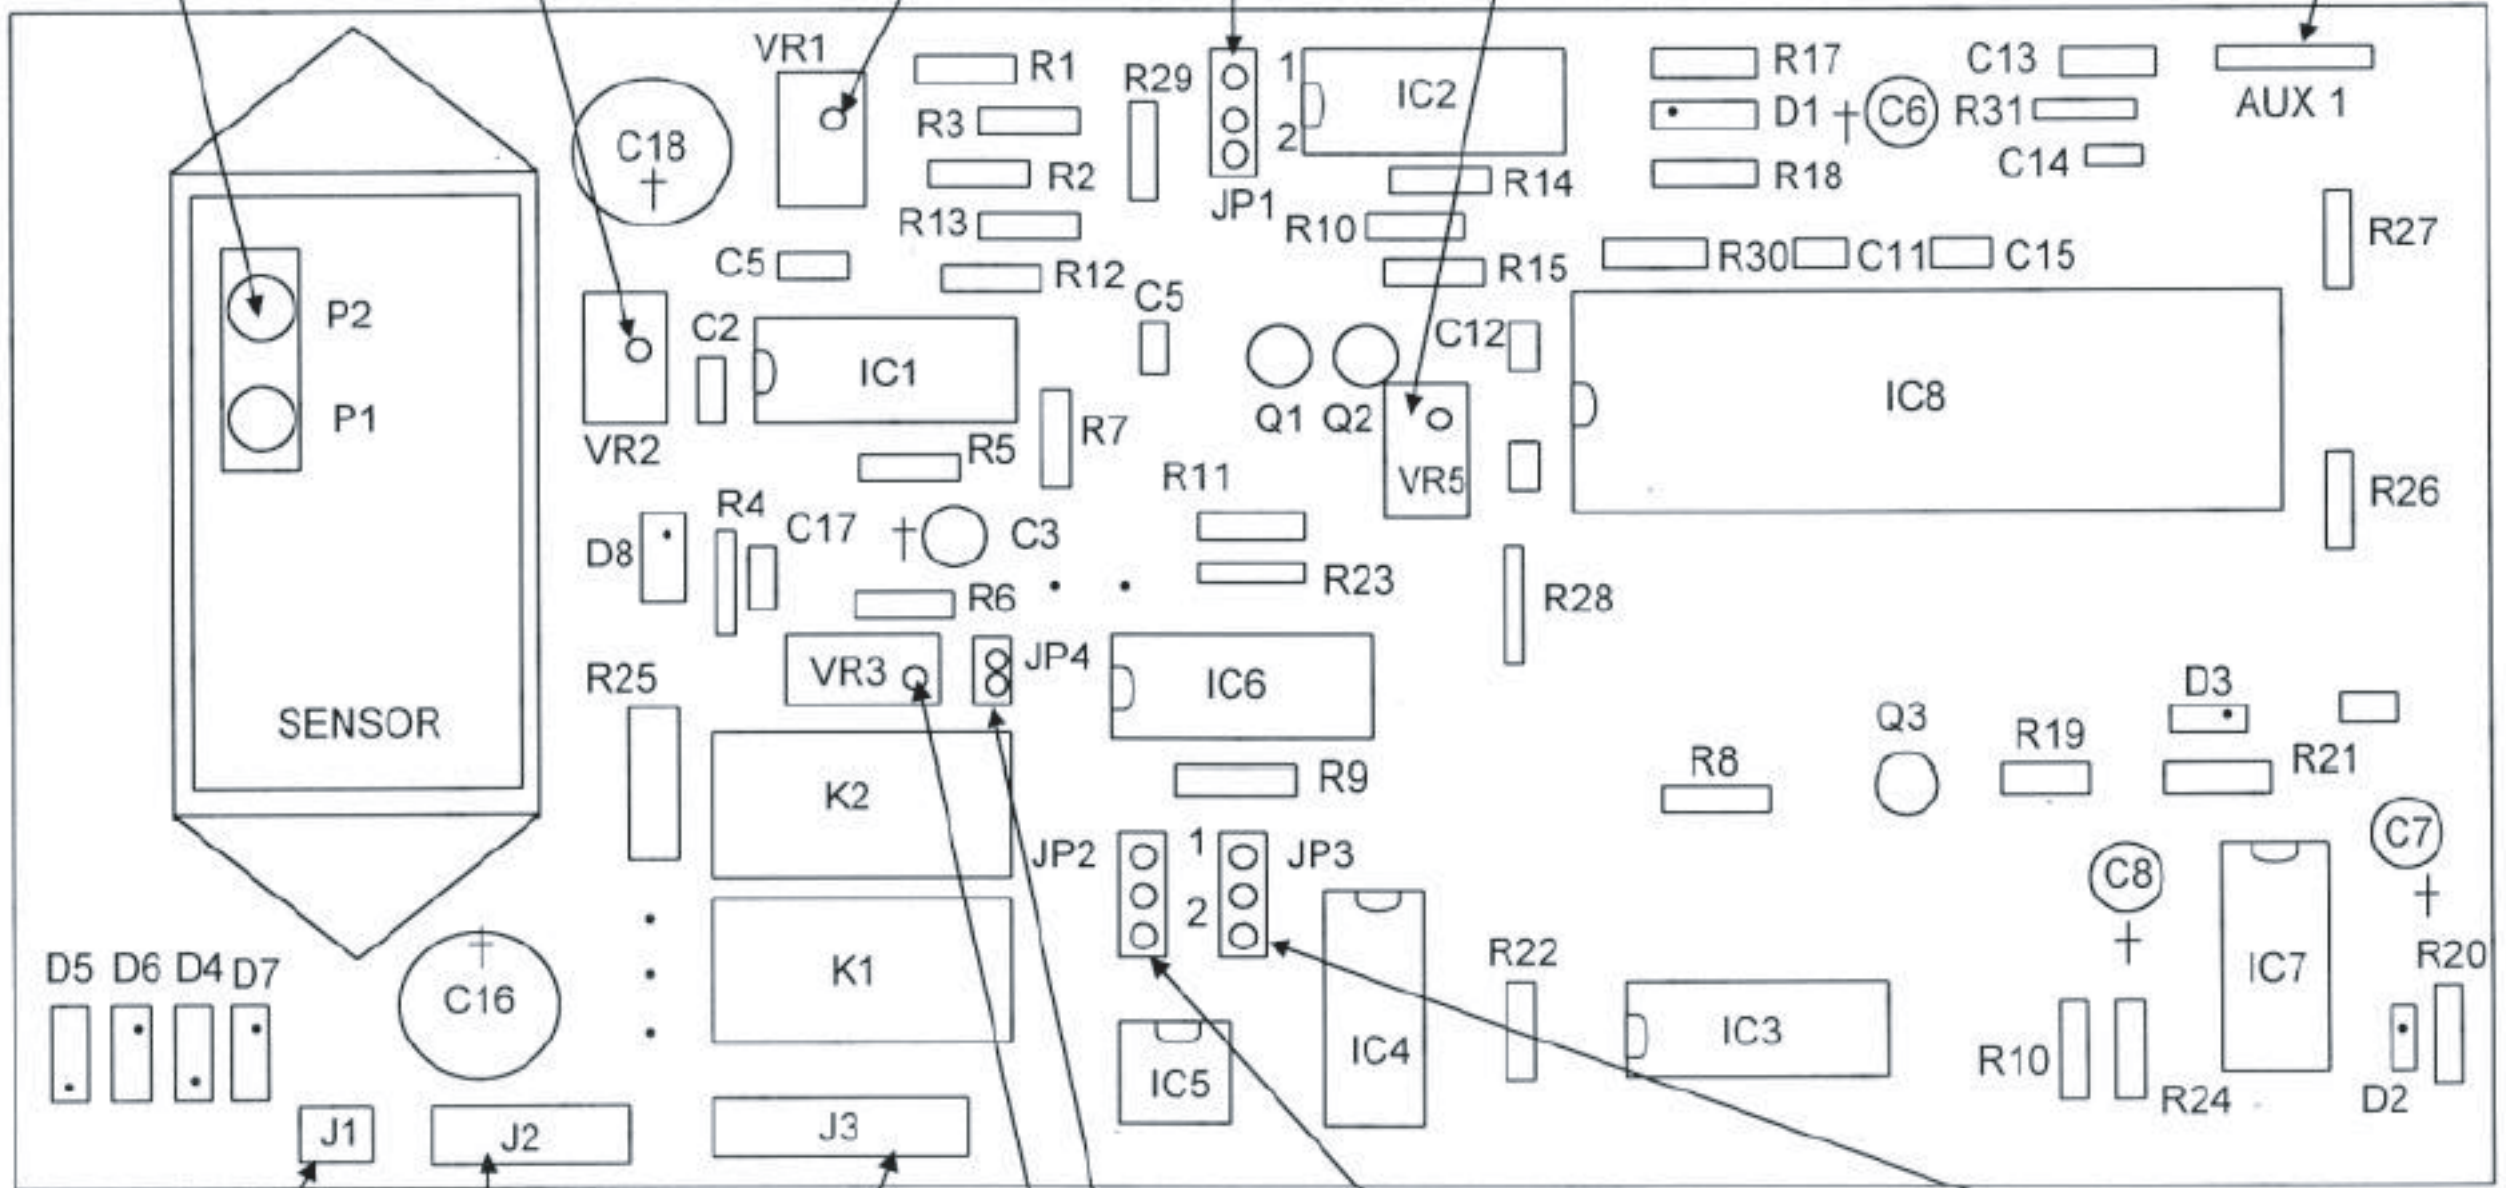 VR1
R1
R29
1
IC2
R17
C13
AUX 1
R3
D1
C6
R31
C18
2
R2
R14
R18
C14
JP1
R13
R10
R27
C5
R12
R15
R30
C11
C15
P2
C2
C5
C12
IC1
IC8
P1
Q1
Q2
VR2
R5
R7
R11
VR5
R26
R4
C17
C3
D8
R23
R6
R28
R25
VR3
JP4
IC6
D3
SENSOR
Q3
R19
R21
K2
R9
R8
JP2
1
JP3
C7
C8
2
D5
D6
D4
D7
C16
K1
R22
IC7
R20
IC5
IC4
IC3
R10
R24
D2
J1
J2
J3